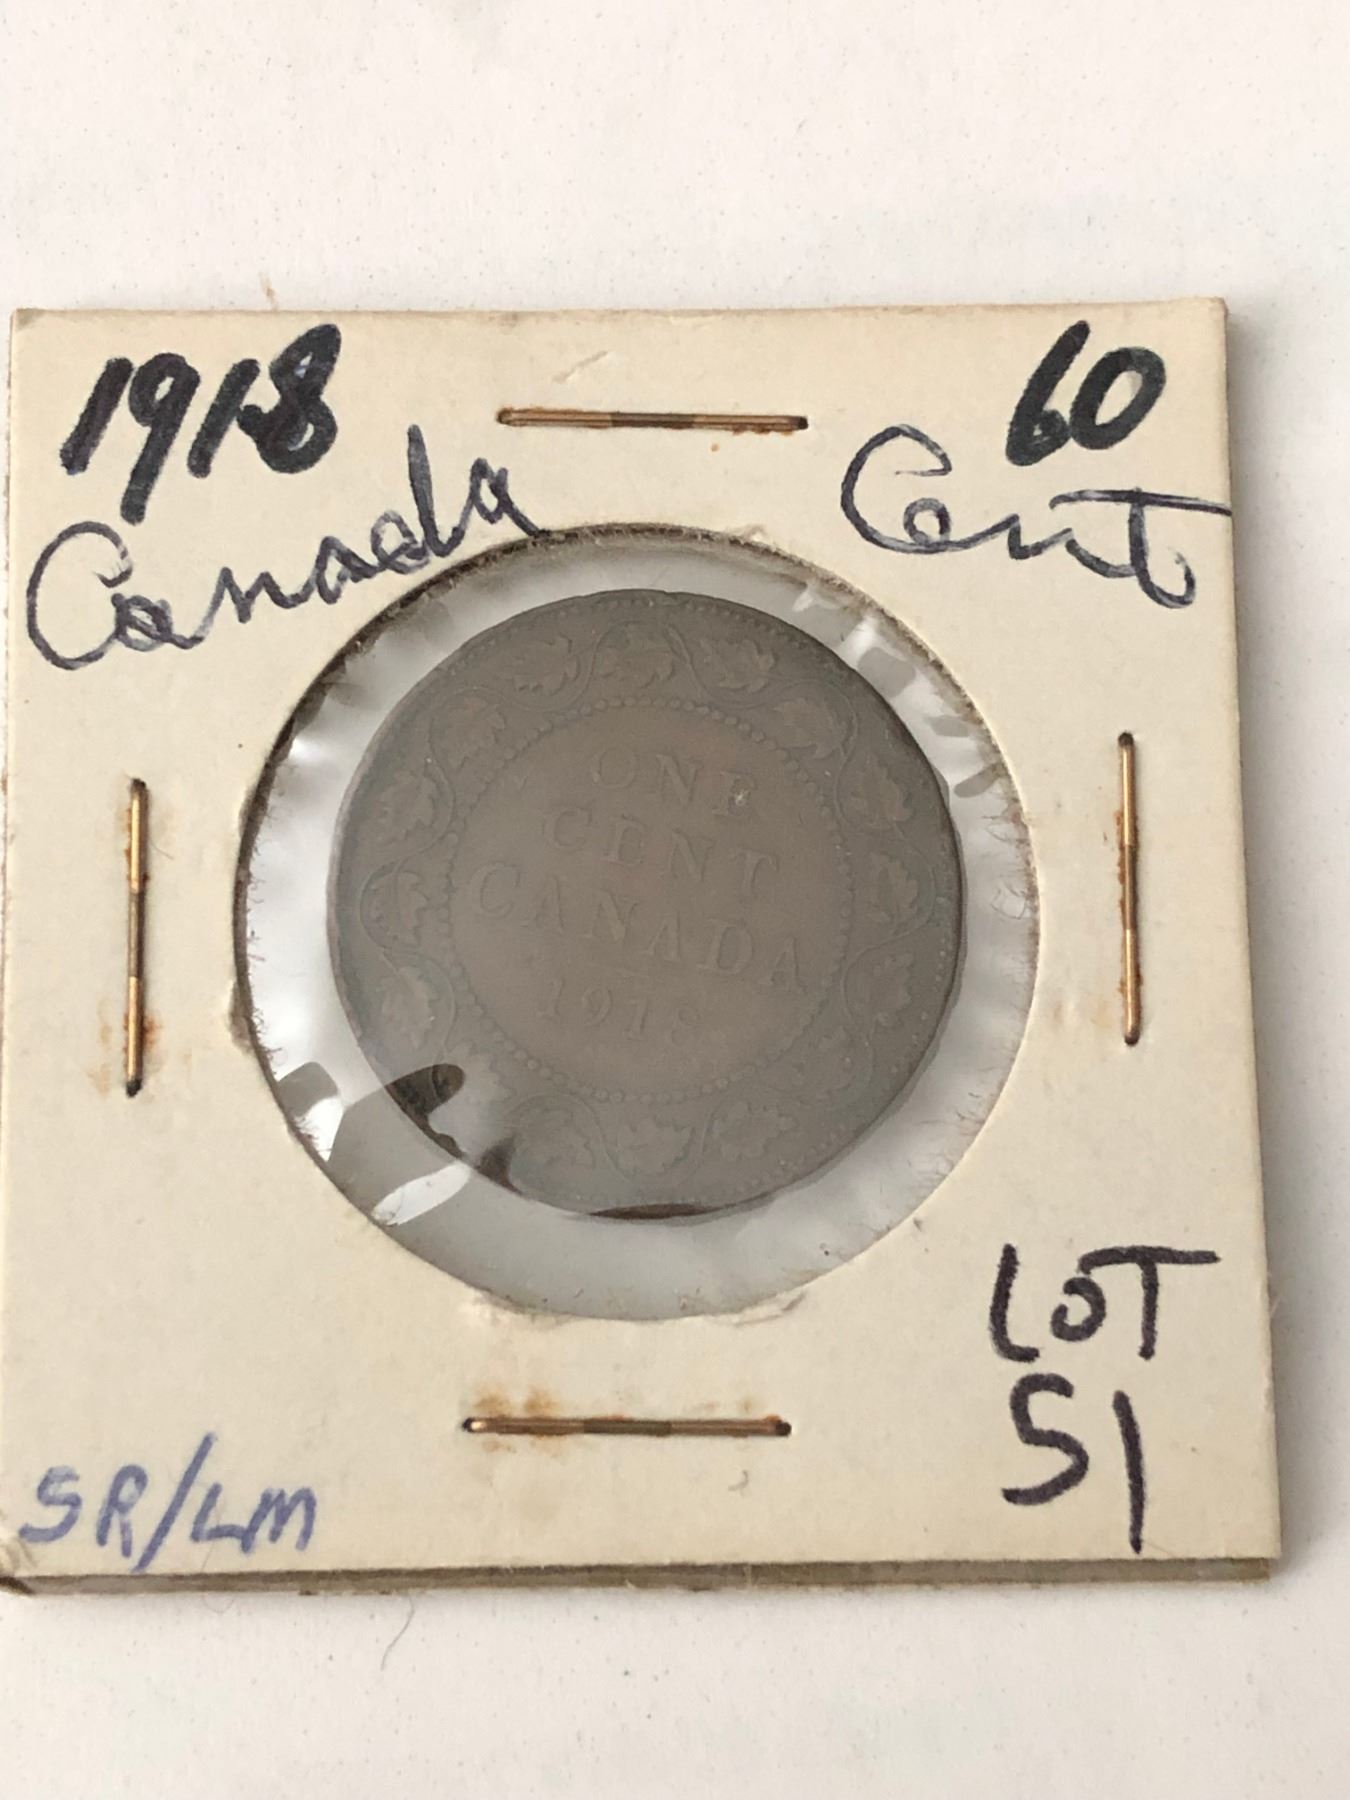 1918
Canada
60
Cent
ONE
CENT
CANADA
1918
LOT
51
SR/LM